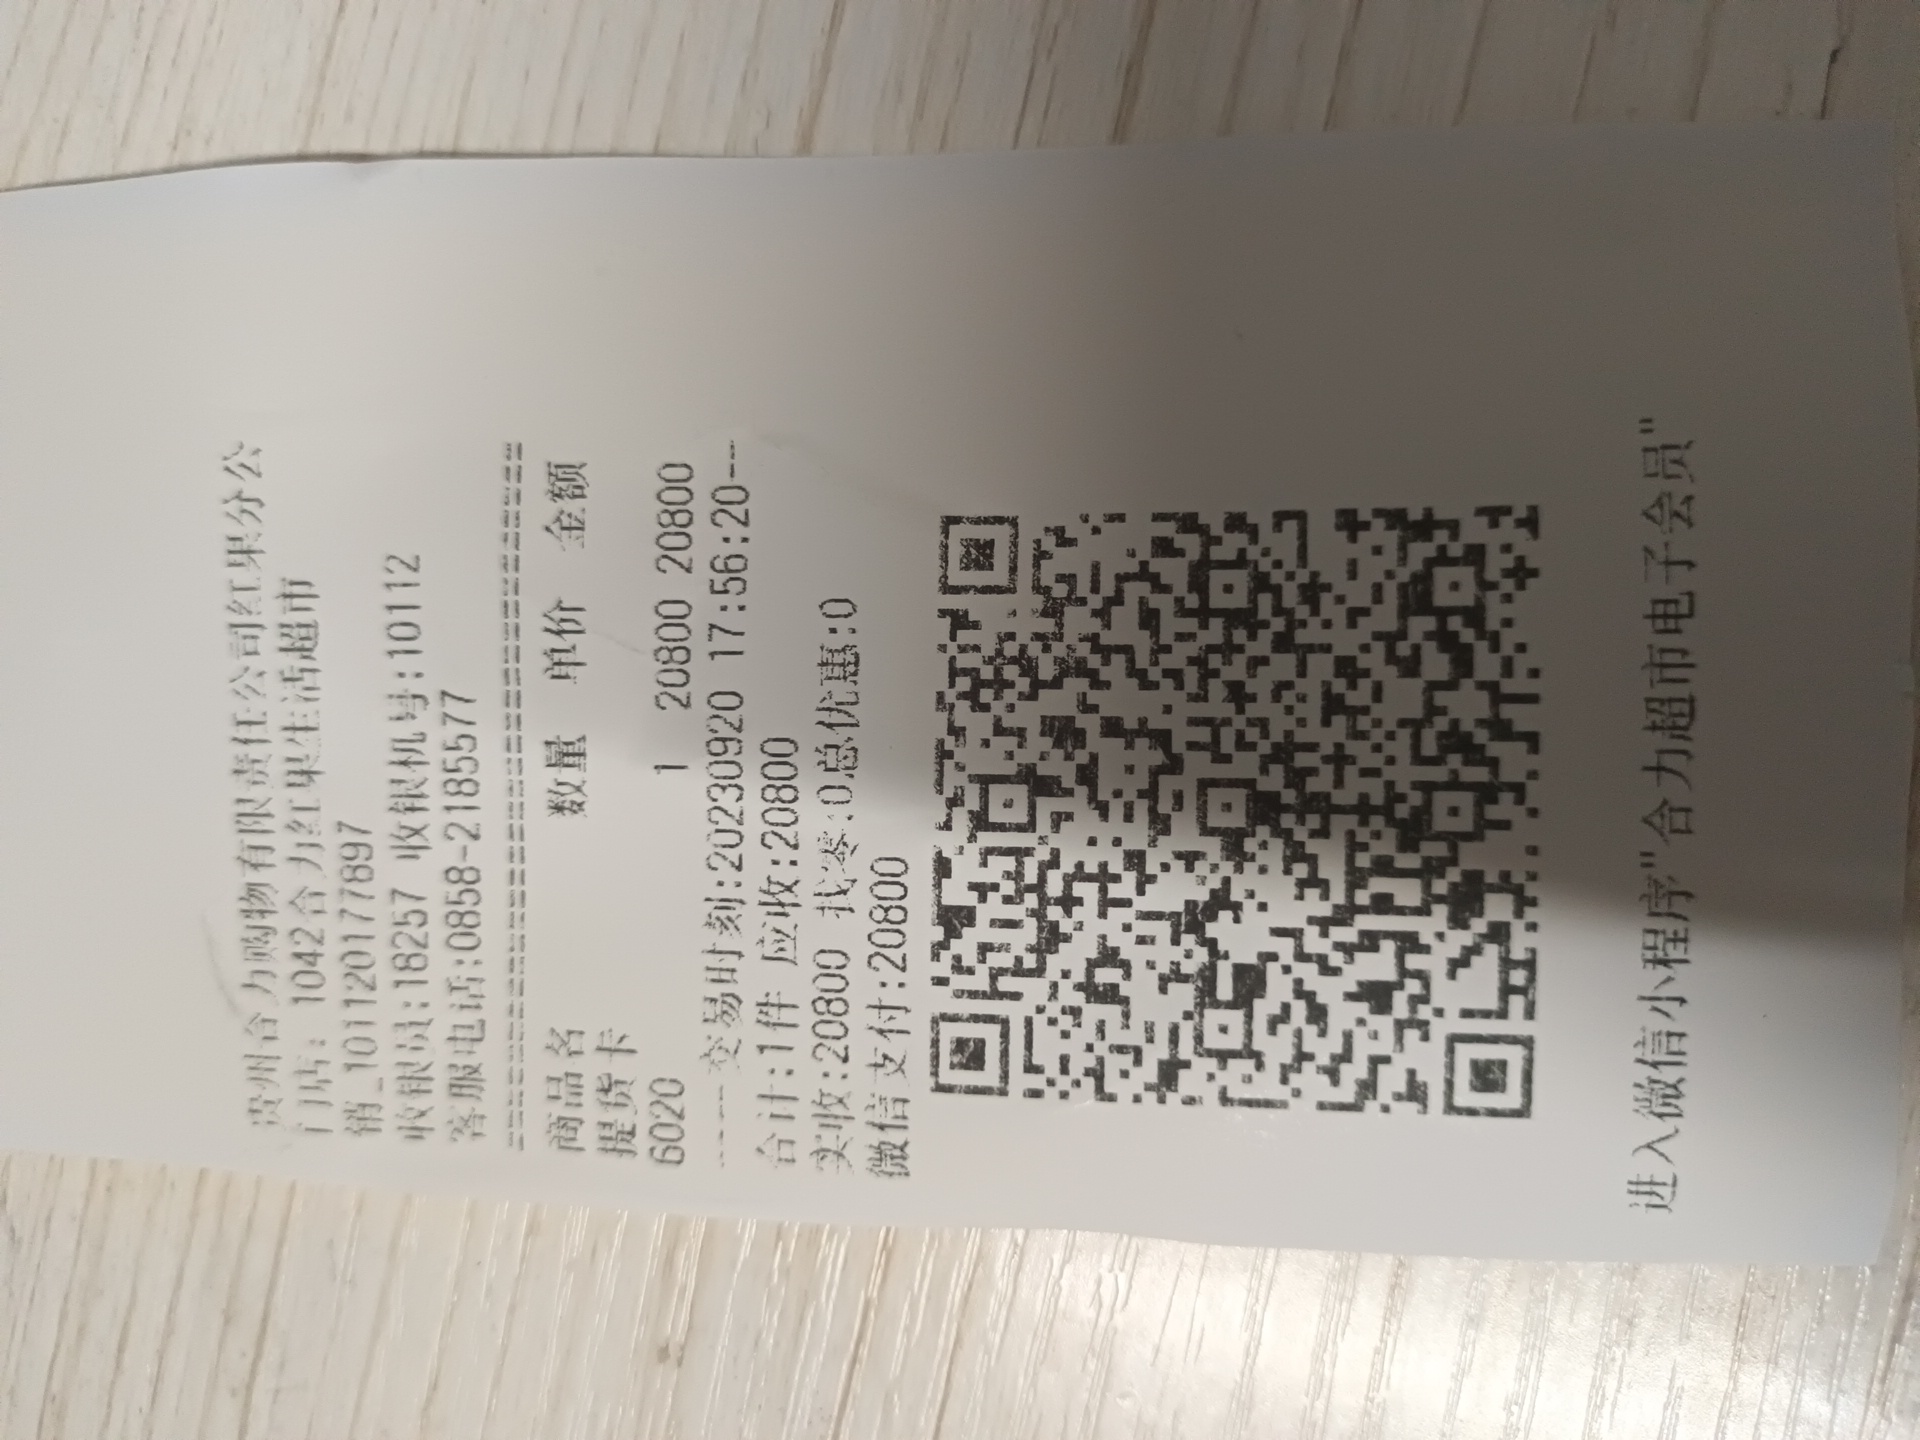 贵州合力购物有限责任公司红果分公
门店: 1042合力红果生活超市
销_101120177897
收银员:18257 收银机号:10112
客服电话:0858-2185577
商品名 数量 单价 金额
提货卡
6020 1 20800 20800
----交易时刻:20230920 17:56:20--
合计:1件 应收:20800
实收:20800 找零:0总优惠:0
微信支付:20800
进入微信小程序"合力超市电子会员"